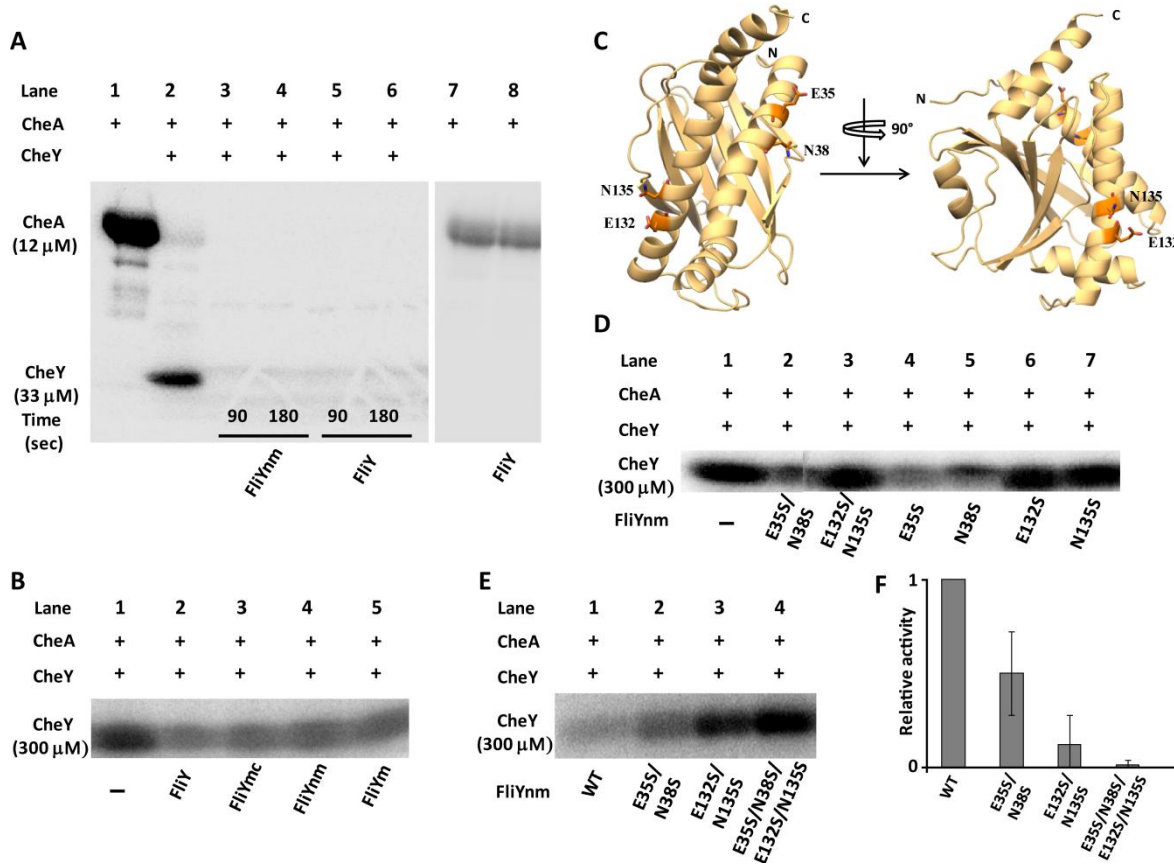 A
Lane 1 2 3 4 5 6 7 8
CheA + + + + + + + +
CheY + + + + +
CheA
(12 μM)
CheY
(33 μM)
Time
(sec)
90 180 90 180
FliYnm FliY FliY
B
Lane 1 2 3 4 5
CheA + + + + +
CheY + + + + +
CheY
(300 μM)
– FliY FliYmc FliYnm FliYm
C
C
N
E35
N38
N135
E132
90°
C
N
N135
E132
D
Lane 1 2 3 4 5 6 7
CheA + + + + + + +
CheY + + + + + + +
CheY
(300 μM)
FliYnm – E35S/N38S E132S/N135S E35S N38S E132S N135S
E
Lane 1 2 3 4
CheA + + + +
CheY + + + +
CheY
(300 μM)
FliYnm WT E35S/N38S E132S/N135S E35S/N38S/E132S/N135S
F
Relative activity
1
0
WT E35S/N38S E132S/N135S E35S/N38S/E132S/N135S